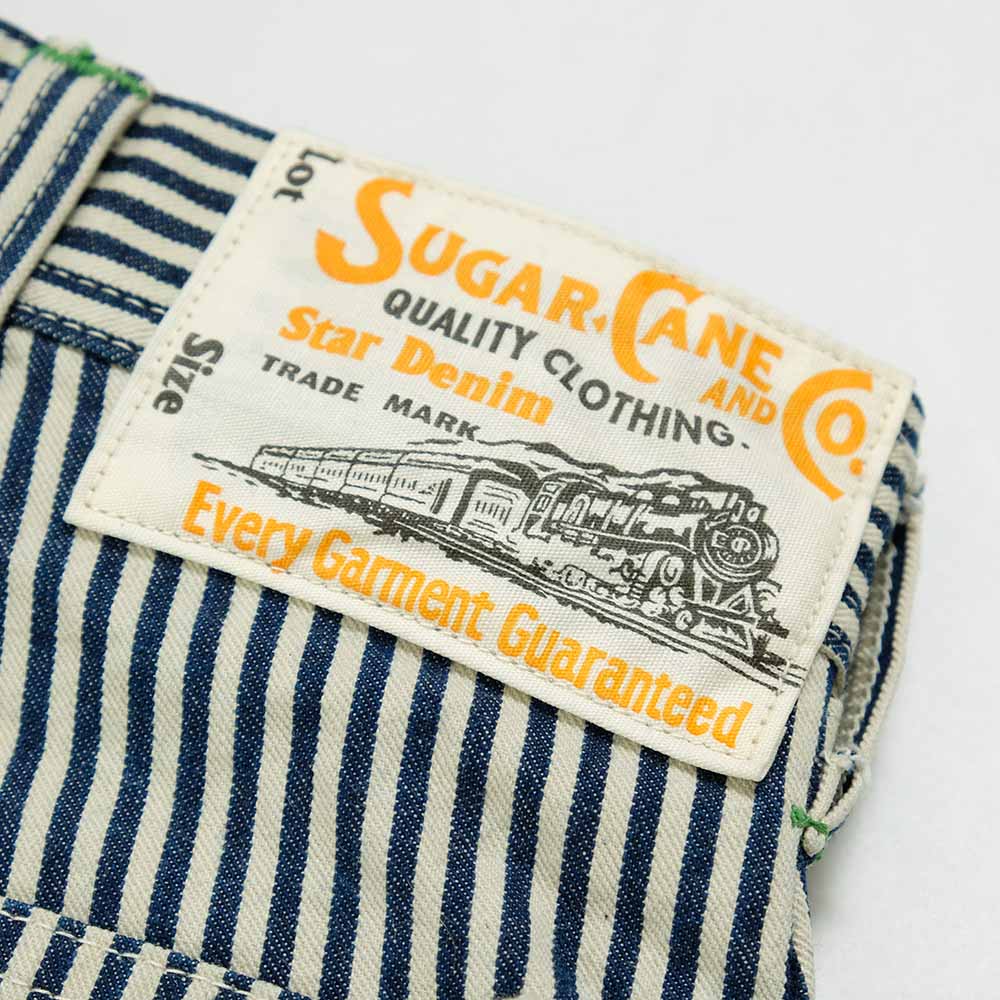 Lot
SUGAR CANE AND CO.
QUALITY CLOTHING.
Star Denim
TRADE MARK
Size
Every Garment Guaranteed